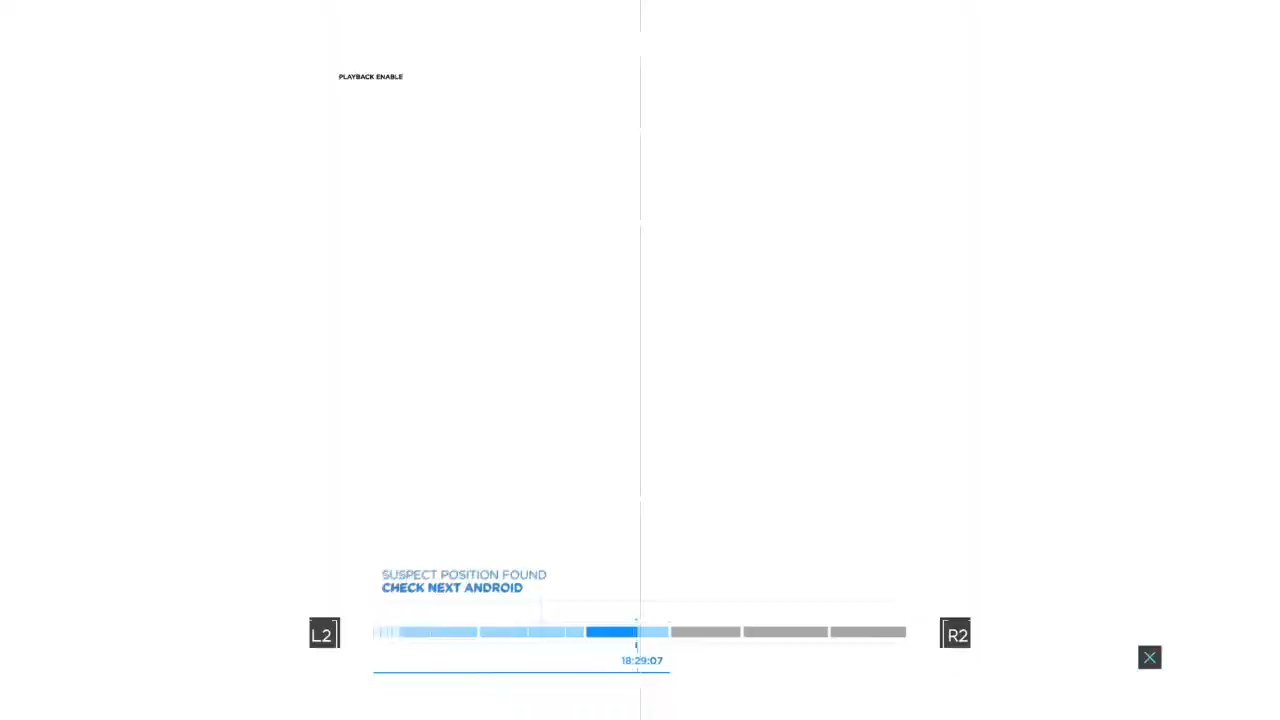 PLAYBACK ENABLE
SUSPECT POSITION FOUND
CHECK NEXT ANDROID
L2
R2
18:29:07